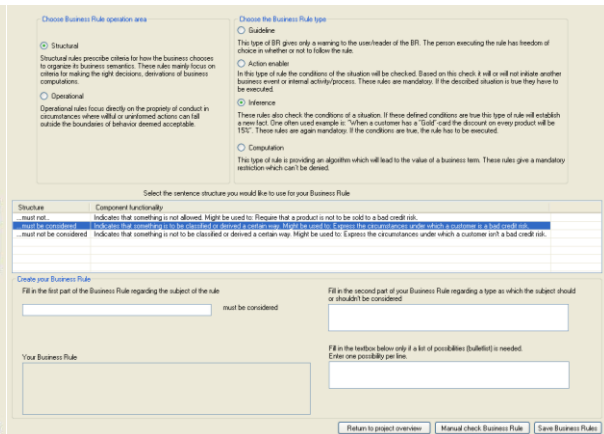 Choose Business Rule operation area
Structural
Structural rules prescribe criteria for how the business chooses
to organize its business semantics. These rules mainly focus on
criteria for making the right decisions, derivations of business
computations.
Operational
Operational rules focus directly on the propriety of conduct in
circumstances where willful or uninformed actions can fall
outside the boundaries of behavior deemed acceptable.
Choose the Business Rule type
Guideline
This type of BR gives only a warning to the user/reader of the BR. The person executing the rule has freedom of
choice in whether or not to follow the rule.
Action enabler
In this type of rule the conditions of the situation will be checked. Based on this check it will or will not initiate another
business event or internal activity/process. These rules are mandatory. If the described situation is true they have to
be executed.
Inference
These rules also check the conditions of a situation. If these defined conditions are true this type of rule will establish
a new fact. One often used example is: "When a customer has a "Gold"-card the discount on every product will be
15%". These rules are again mandatory. If the conditions are true, the rule has to be executed.
Computation
This type of rule is providing an algorithm which will lead to the value of a business term. These rules give a mandatory
restriction which can't be denied.
Select the sentence structure you would like to use for your Business Rule
Structure Component functionality
...must not... Indicates that something is not allowed. Might be used to: Require that a product is not to be sold to a bad credit risk.
...must be considered Indicates that something is to be classified or derived a certain way. Might be used to: Express the circumstances under which a customer is a bad credit risk.
...must not be considered Indicates that something is not to be classified or derived a certain way. Might be used to: Express the circumstances under which a customer isn't a bad credit risk.
Create your Business Rule
Fill in the first part of the Business Rule regarding the subject of the rule
must be considered
Fill in the second part of your Business Rule regarding a type as which the subject should
or shouldn't be considered
Your Business Rule
Fill in the textbox below only if a list of possibilities (bulletlist) is needed.
Enter one possibility per line.
Return to project overview Manual check Business Rule Save Business Rules